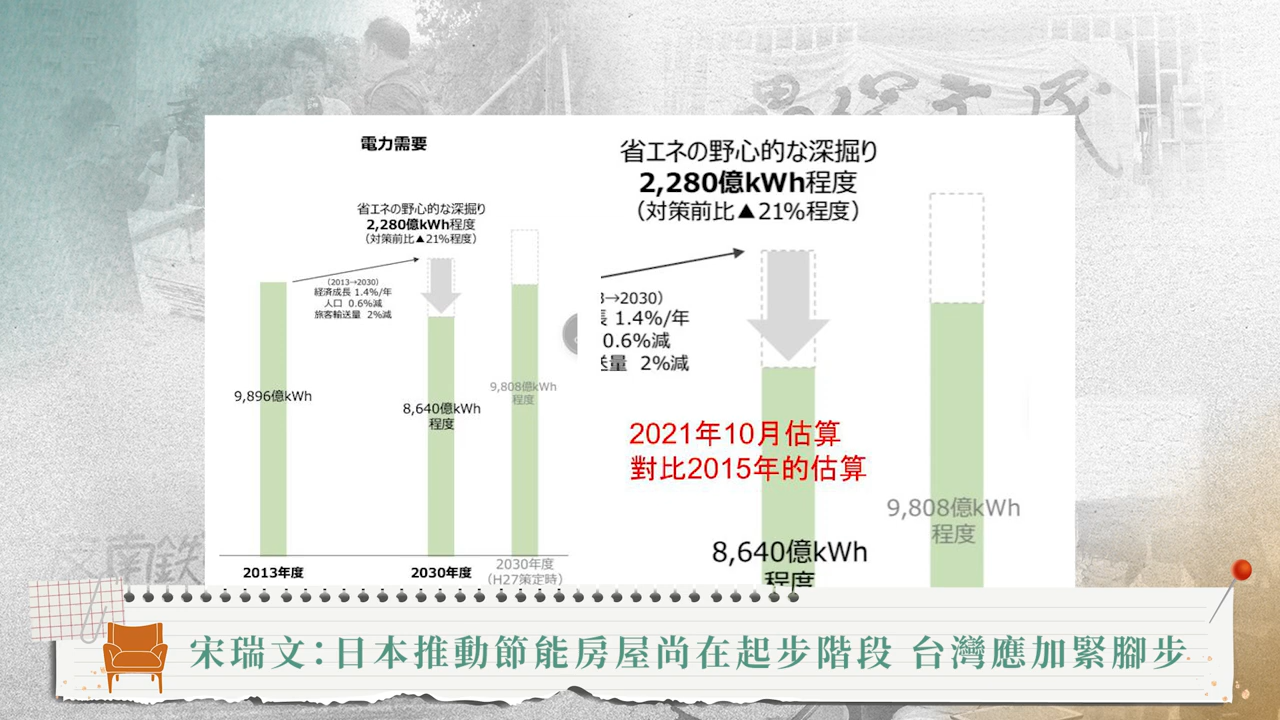 電力需要
省エネの野心的な深掘り
2,280億kWh程度
（対策前比▲21%程度）
（2013→2030）
経済成長 1.4%/年
人口 0.6%減
旅客輸送量 2%減
9,896億kWh
8,640億kWh
程度
9,808億kWh
程度
2013年度
2030年度
2030年度
（H27策定時）
省エネの野心的な深掘り
2,280億kWh程度
（対策前比▲21%程度）
3→2030）
長 1.4%/年
0.6%減
送量 2%減
2021年10月估算
對比2015年的估算
9,808億kWh
程度
8,640億kWh
程度
南鉄
宋瑞文：日本推動節能房屋尚在起步階段 台灣應加緊腳步